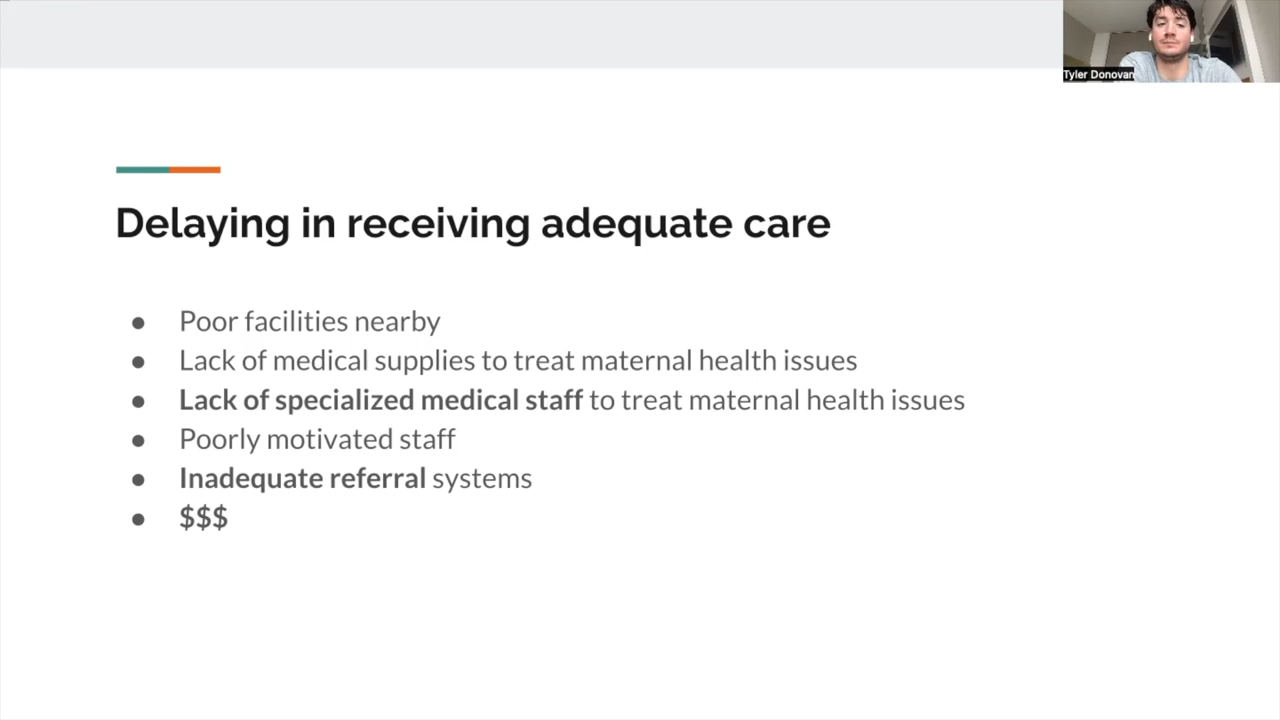 Tyler Donovan
Delaying in receiving adequate care
● Poor facilities nearby
● Lack of medical supplies to treat maternal health issues
● Lack of specialized medical staff to treat maternal health issues
● Poorly motivated staff
● Inadequate referral systems
● $$$